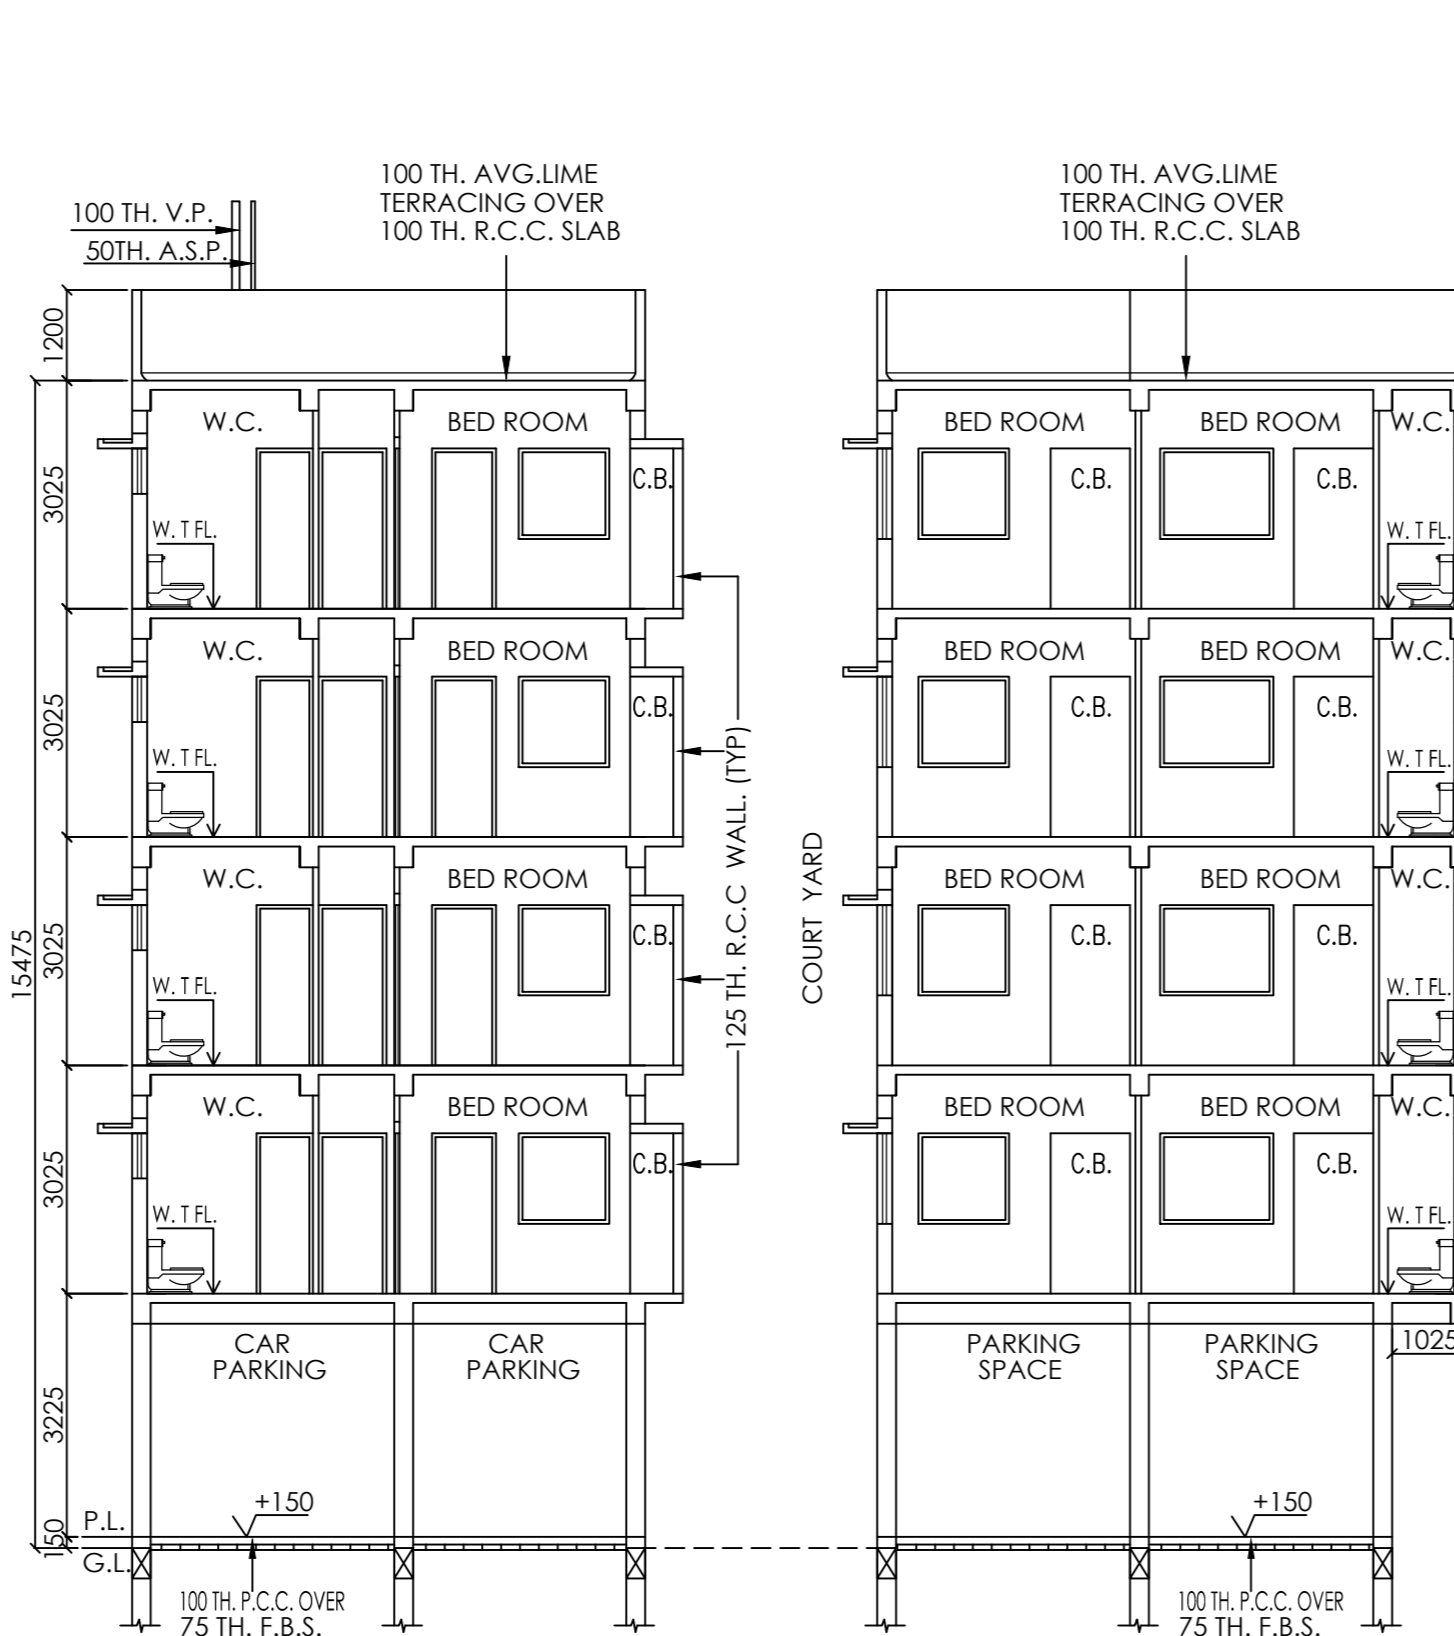 100 TH. AVG.LIME
TERRACING OVER
100 TH. R.C.C. SLAB
100 TH. AVG.LIME
TERRACING OVER
100 TH. R.C.C. SLAB
100 TH. V.P.
50TH. A.S.P.
1200
W.C.
BED ROOM
BED ROOM
BED ROOM
W.C.
C.B.
C.B.
C.B.
3025
W. T FL.
W. T FL.
W.C.
BED ROOM
BED ROOM
BED ROOM
W.C.
C.B.
C.B.
C.B.
3025
W. T FL.
W. T FL.
125 TH. R.C.C WALL. (TYP)
COURT YARD
W.C.
BED ROOM
BED ROOM
BED ROOM
W.C.
C.B.
C.B.
C.B.
15475
3025
W. T FL.
W. T FL.
W.C.
BED ROOM
BED ROOM
BED ROOM
W.C.
C.B.
C.B.
C.B.
3025
W. T FL.
W. T FL.
CAR
PARKING
CAR
PARKING
PARKING
SPACE
PARKING
SPACE
1025
3225
+150
+150
P.L.
150
G.L.
100 TH. P.C.C. OVER
75 TH. F.B.S.
100 TH. P.C.C. OVER
75 TH. F.B.S.